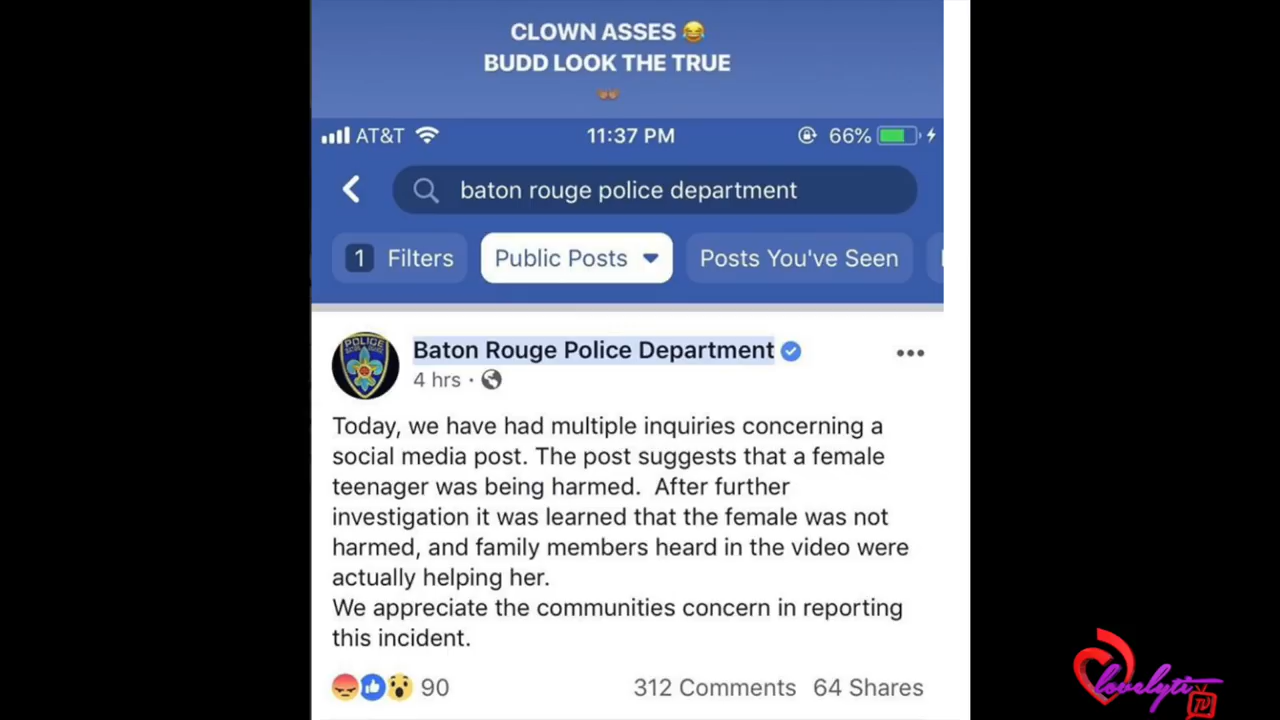 CLOWN ASSES 😂
BUDD LOOK THE TRUE
AT&T 11:37 PM 66%
baton rouge police department
1 Filters Public Posts Posts You've Seen
POLICE
Baton Rouge Police Department
4 hrs ·
Today, we have had multiple inquiries concerning a
social media post. The post suggests that a female
teenager was being harmed. After further
investigation it was learned that the female was not
harmed, and family members heard in the video were
actually helping her.
We appreciate the communities concern in reporting
this incident.
90 312 Comments 64 Shares
lovelyti
TV